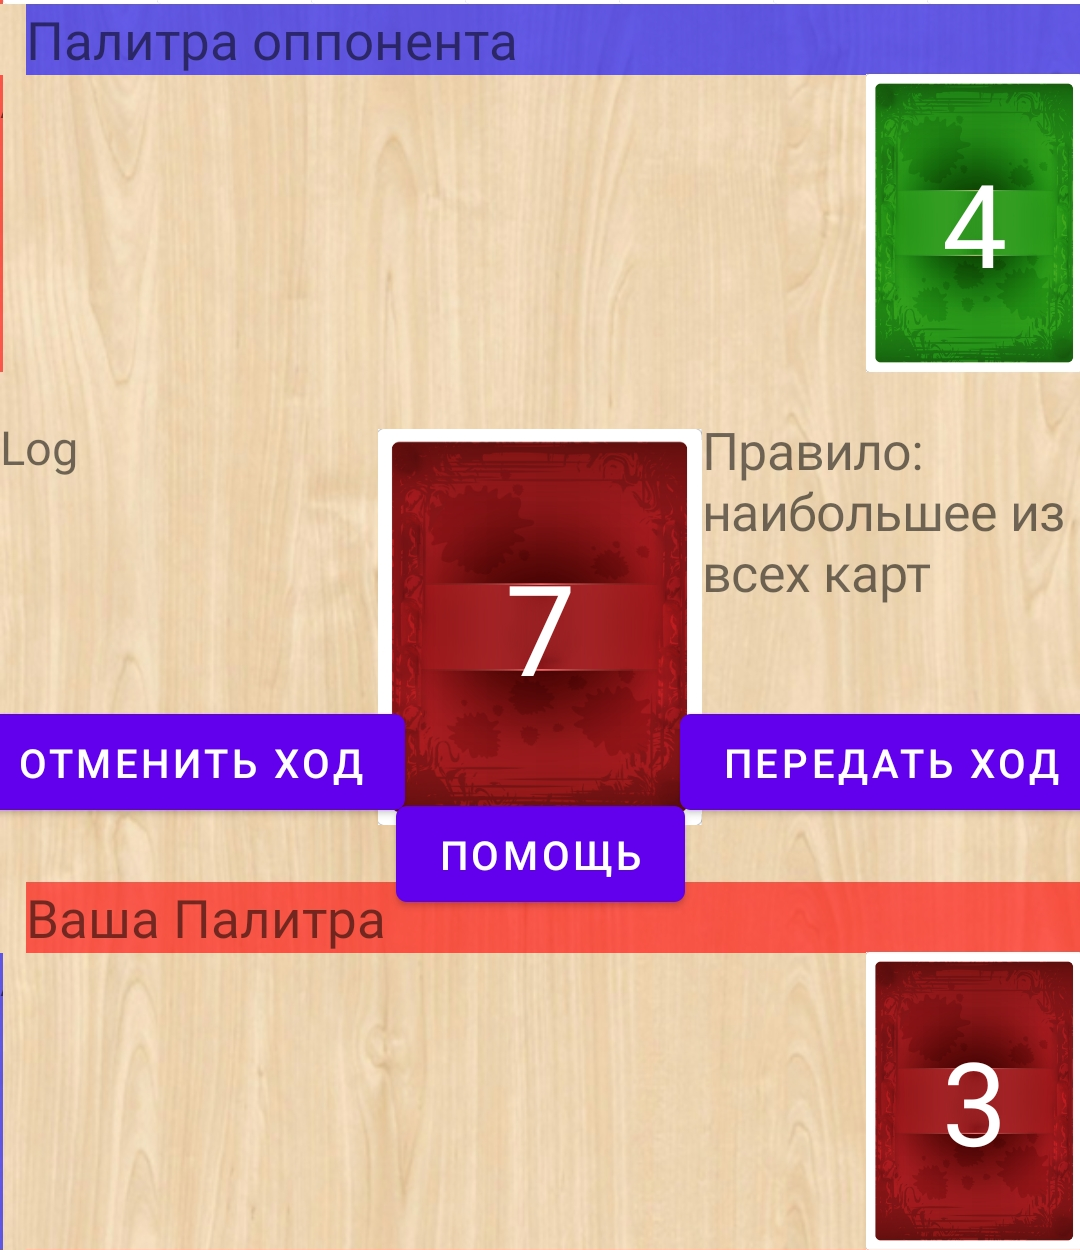 Палитра оппонента
4
Log
7
Правило:
наибольшее из
всех карт
ОТМЕНИТЬ ХОД
ПЕРЕДАТЬ ХОД
ПОМОЩЬ
Ваша Палитра
3